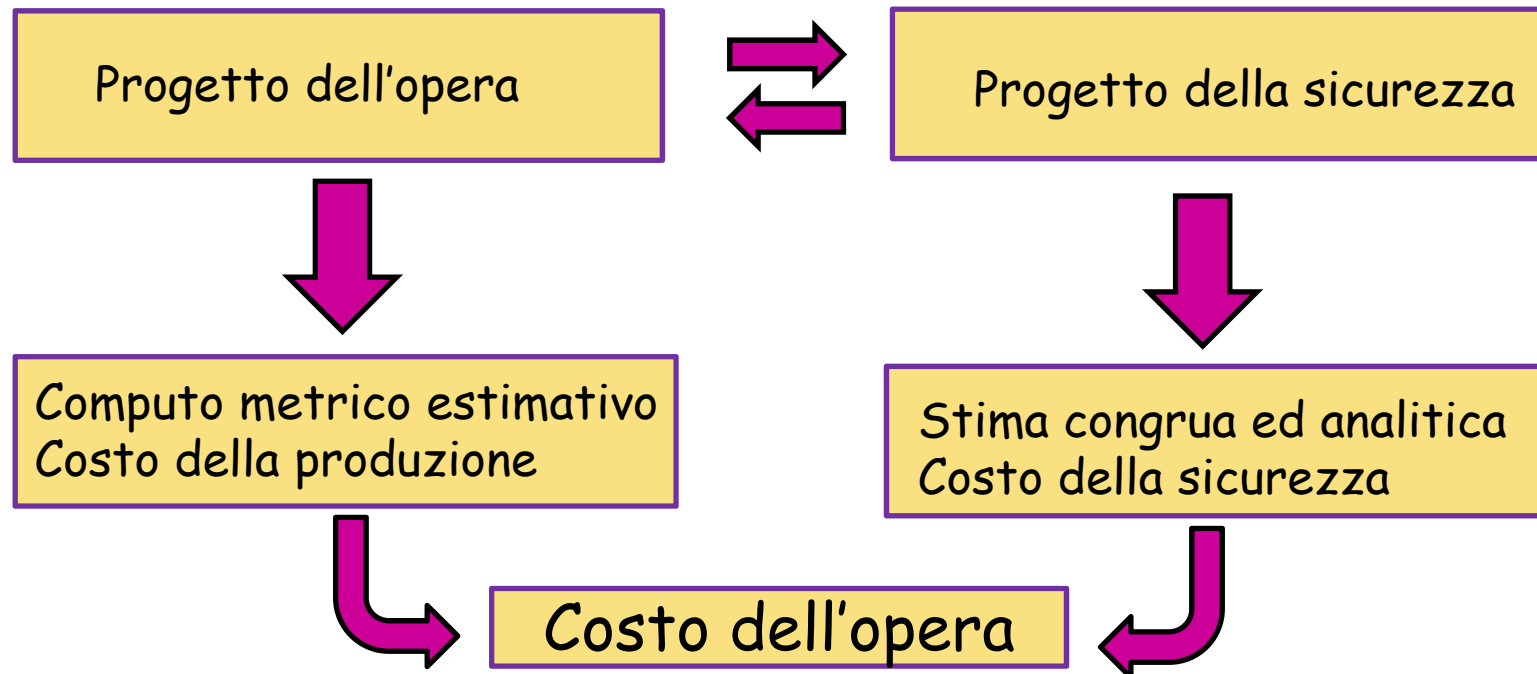 Progetto dell'opera
Progetto della sicurezza
Computo metrico estimativo
Costo della produzione
Stima congrua ed analitica
Costo della sicurezza
Costo dell'opera